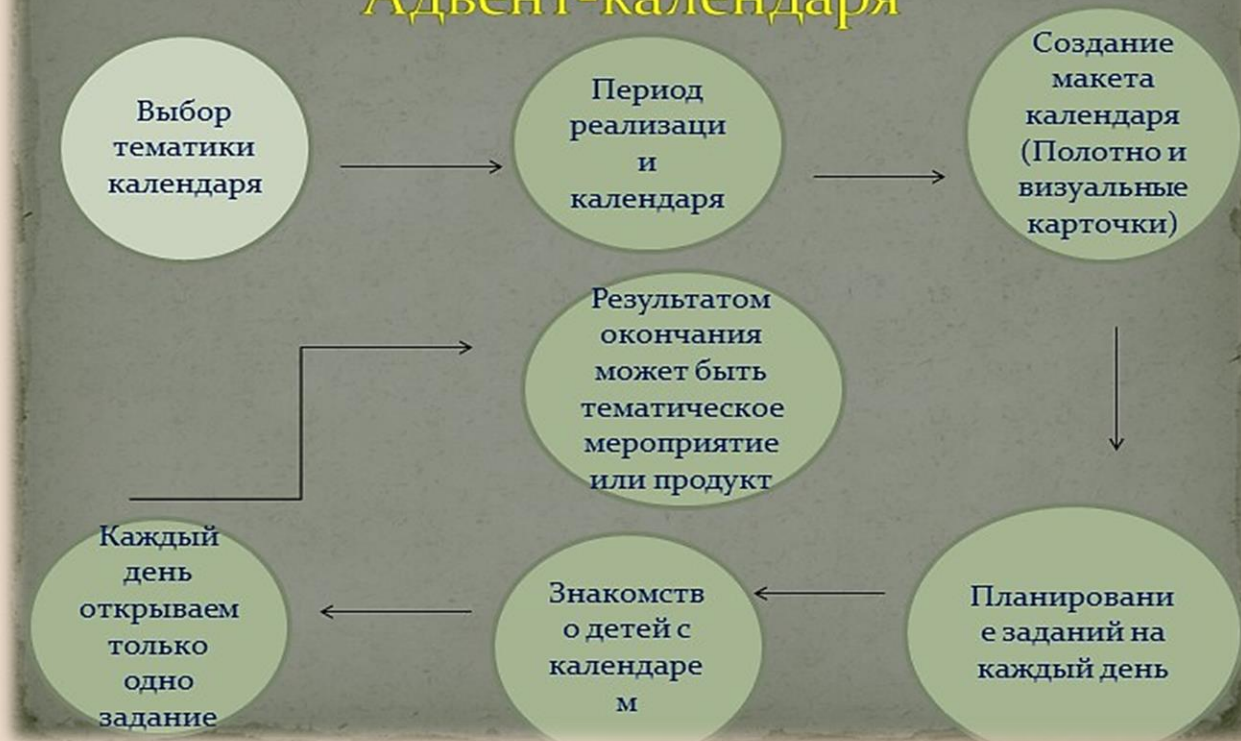 Адвент-календаря
Выбор
тематики
календаря
Период
реализаци
и
календаря
Создание
макета
календаря
(Полотно и
визуальные
карточки)
Результатом
окончания
может быть
тематическое
мероприятие
или продукт
Каждый
день
открываем
только
одно
задание
Знакомств
о детей с
календаре
м
Планировани
е заданий на
каждый день